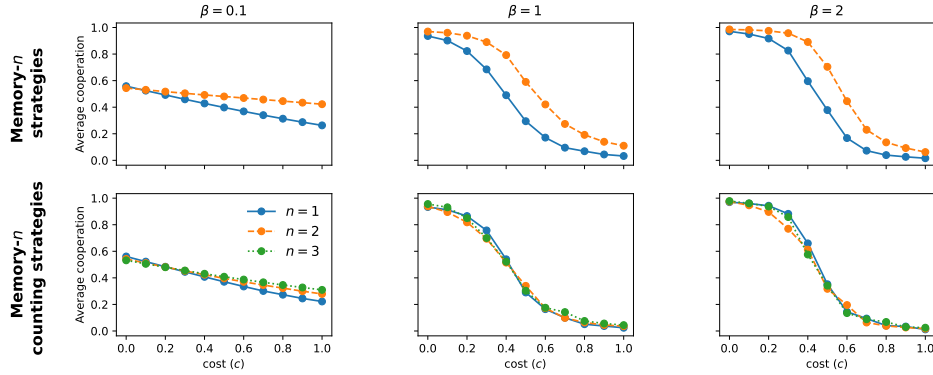 β = 0.1
β = 1
β = 2
Memory-n
strategies
Average cooperation
1.0
0.8
0.6
0.4
0.2
0.0
Memory-n
counting strategies
Average cooperation
1.0
0.8
0.6
0.4
0.2
0.0
n = 1
n = 2
n = 3
0.0 0.2 0.4 0.6 0.8 1.0
0.0 0.2 0.4 0.6 0.8 1.0
0.0 0.2 0.4 0.6 0.8 1.0
cost (c)
cost (c)
cost (c)